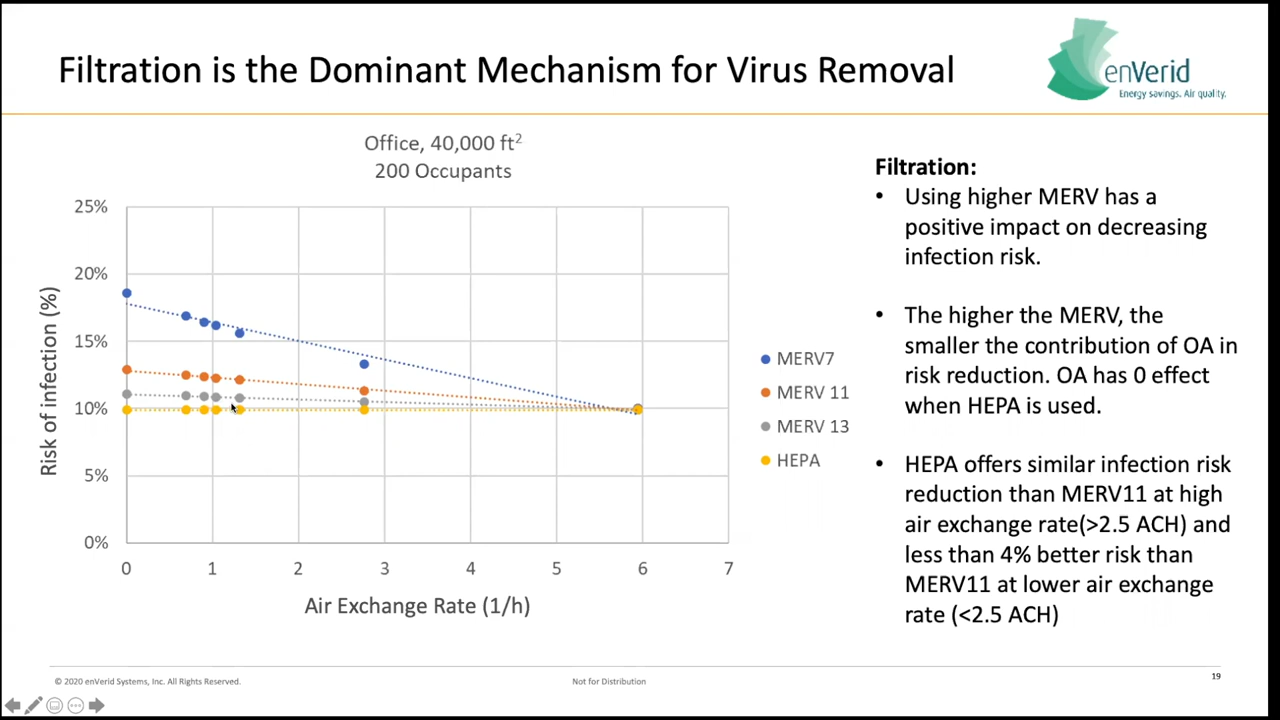 Filtration is the Dominant Mechanism for Virus Removal
enVerid
Energy savings. Air quality.
Office, 40,000 ft²
200 Occupants
25%
20%
15%
10%
5%
0%
Risk of infection (%)
0 1 2 3 4 5 6 7
Air Exchange Rate (1/h)
MERV7
MERV 11
MERV 13
HEPA
Filtration:
• Using higher MERV has a
positive impact on decreasing
infection risk.
• The higher the MERV, the
smaller the contribution of OA in
risk reduction. OA has 0 effect
when HEPA is used.
• HEPA offers similar infection risk
reduction than MERV11 at high
air exchange rate(>2.5 ACH) and
less than 4% better risk than
MERV11 at lower air exchange
rate (<2.5 ACH)
© 2020 enVerid Systems, Inc. All Rights Reserved.
Not for Distribution
19